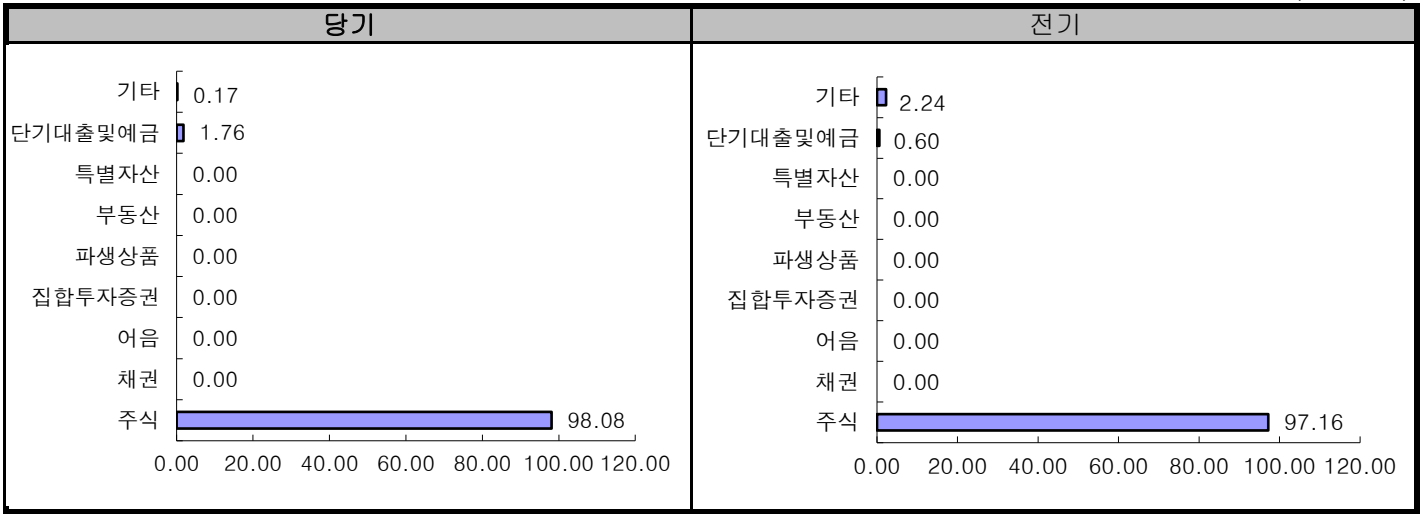 당기
전기
기타 0.17
단기대출및예금 1.76
특별자산 0.00
부동산 0.00
파생상품 0.00
집합투자증권 0.00
어음 0.00
채권 0.00
주식 98.08
0.00 20.00 40.00 60.00 80.00 100.00 120.00
기타 2.24
단기대출및예금 0.60
특별자산 0.00
부동산 0.00
파생상품 0.00
집합투자증권 0.00
어음 0.00
채권 0.00
주식 97.16
0.00 20.00 40.00 60.00 80.00 100.00 120.00